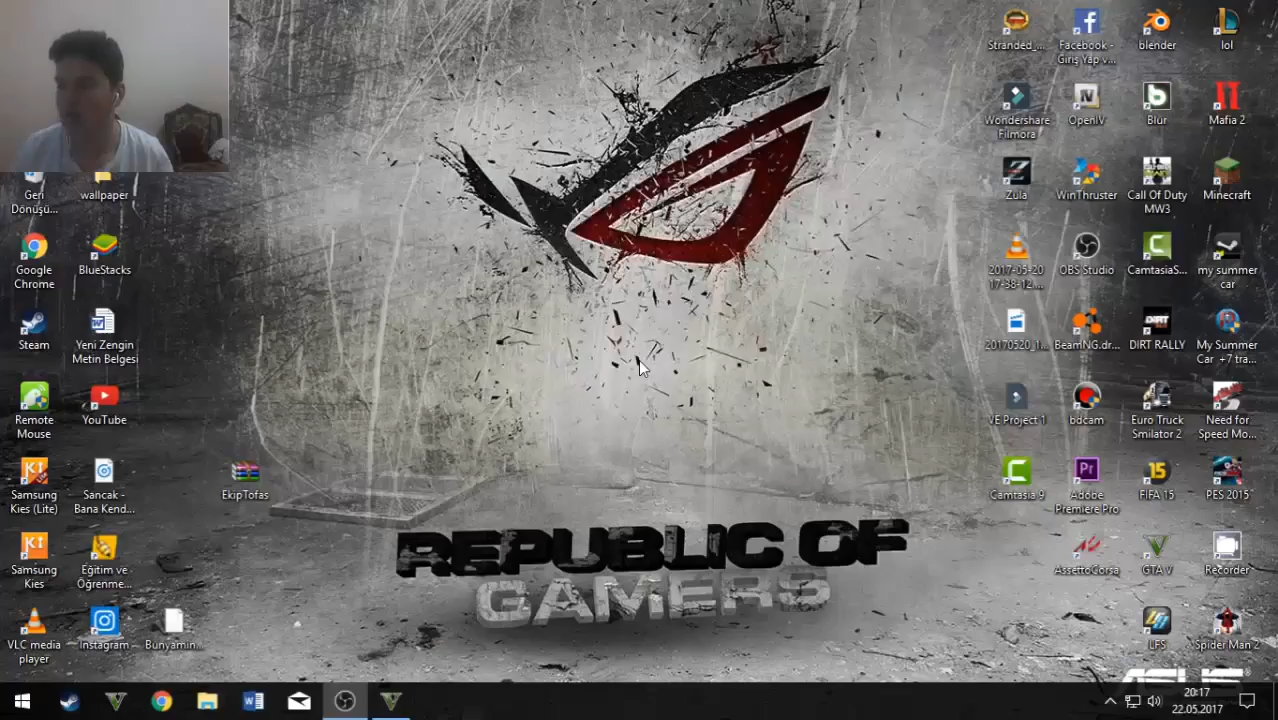 Geri
Dönüşü...
wallpaper
Google
Chrome
BlueStacks
Steam
Yeni Zengin
Metin Belgesi
Remote
Mouse
YouTube
Samsung
Kies (Lite)
Sancak -
Bana Kend...
EkipTofas
Samsung
Kies
Eğitim ve
Öğrenme...
VLC media
player
Instagram
Bunyamin...
REPUBLIC OF
GAMERS
Stranded_...
Facebook -
Giriş Yap v...
blender
lol
Wondershare
Filmora
OpenIV
Blur
Mafia 2
Zula
WinThruster
Call Of Duty
MW3
Minecraft
2017-05-20
17-38-12....
OBS Studio
CamtasiaS...
my summer
car
20170520_1...
BeamNG.dr...
DIRT RALLY
My Summer
Car +7 tra...
VE Project 1
bdcam
Euro Truck
Smilator 2
Need for
Speed Mo...
Camtasia 9
Adobe
Premiere Pro
FIFA 15
PES 2015
AssettoCorsa
GTA V
Recorder
LFS
Spider Man 2
ASUS
20:17
22.05.2017